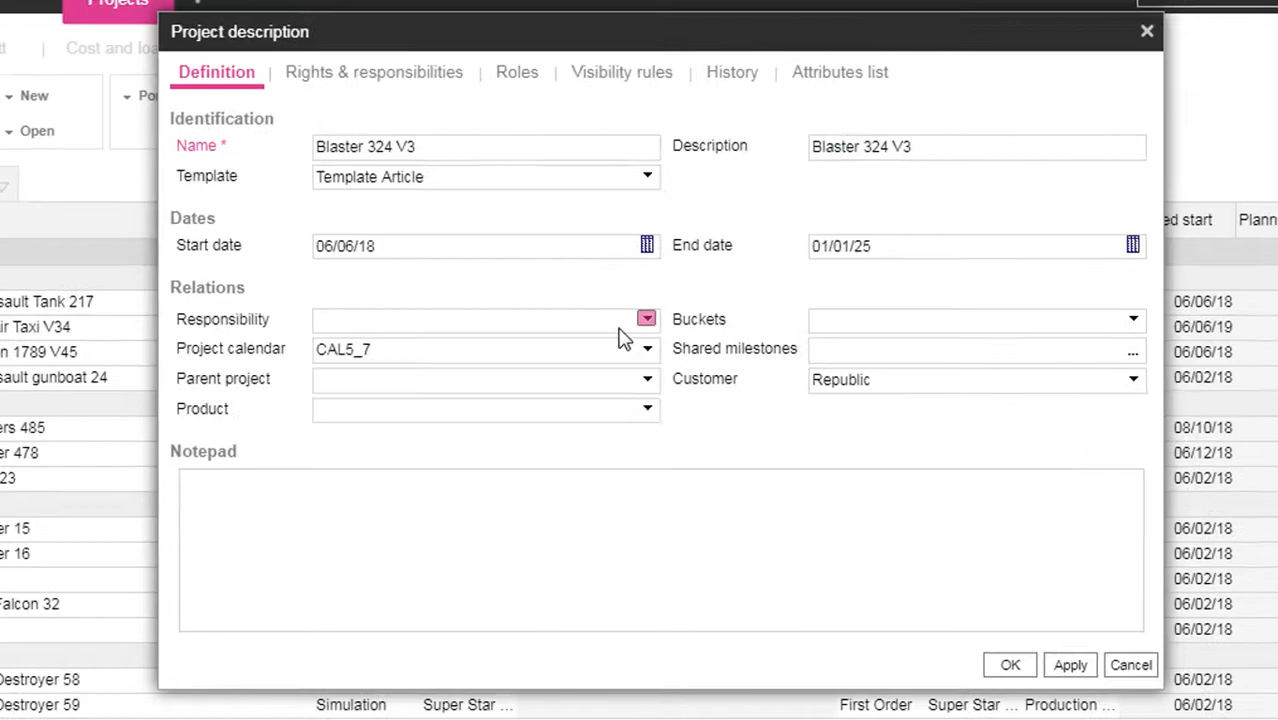 Projects
Project description
Cost and loa
Definition | Rights & responsibilities | Roles | Visibility rules | History | Attributes list
New
Po
Open
Identification
Name * Blaster 324 V3 Description Blaster 324 V3
Template Template Article
Dates
ed start Plann
Start date 06/06/18 End date 01/01/25
Relations
sault Tank 217 06/06/18
Responsibility Buckets
ir Taxi V34 06/06/19
Project calendar CAL5_7 Shared milestones ...
n 1789 V45 06/06/18
Parent project Customer Republic
sault gunboat 24 06/02/18
Product
ers 485 08/10/18
Notepad
er 478 06/12/18
23 06/02/18
er 15 06/02/18
er 16 06/02/18
06/02/18
Falcon 32 06/02/18
06/02/18
OK Apply Cancel
Destroyer 58 06/02/18
Destroyer 59 Simulation Super Star ... First Order Super Star ... Production ... 06/02/18